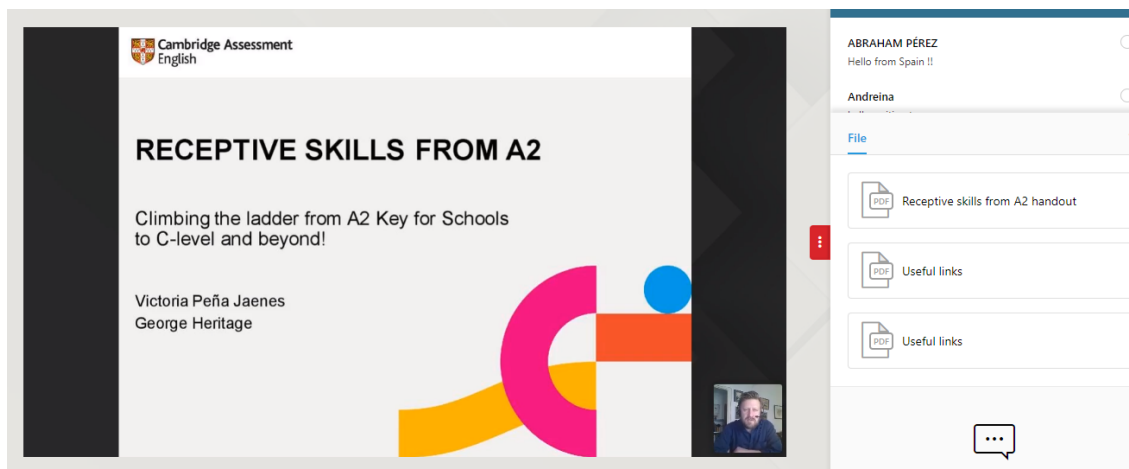 Cambridge Assessment
English
RECEPTIVE SKILLS FROM A2
Climbing the ladder from A2 Key for Schools
to C-level and beyond!
Victoria Peña Jaenes
George Heritage
ABRAHAM PÉREZ
Hello from Spain !!
Andreina
File
PDF Receptive skills from A2 handout
PDF Useful links
PDF Useful links